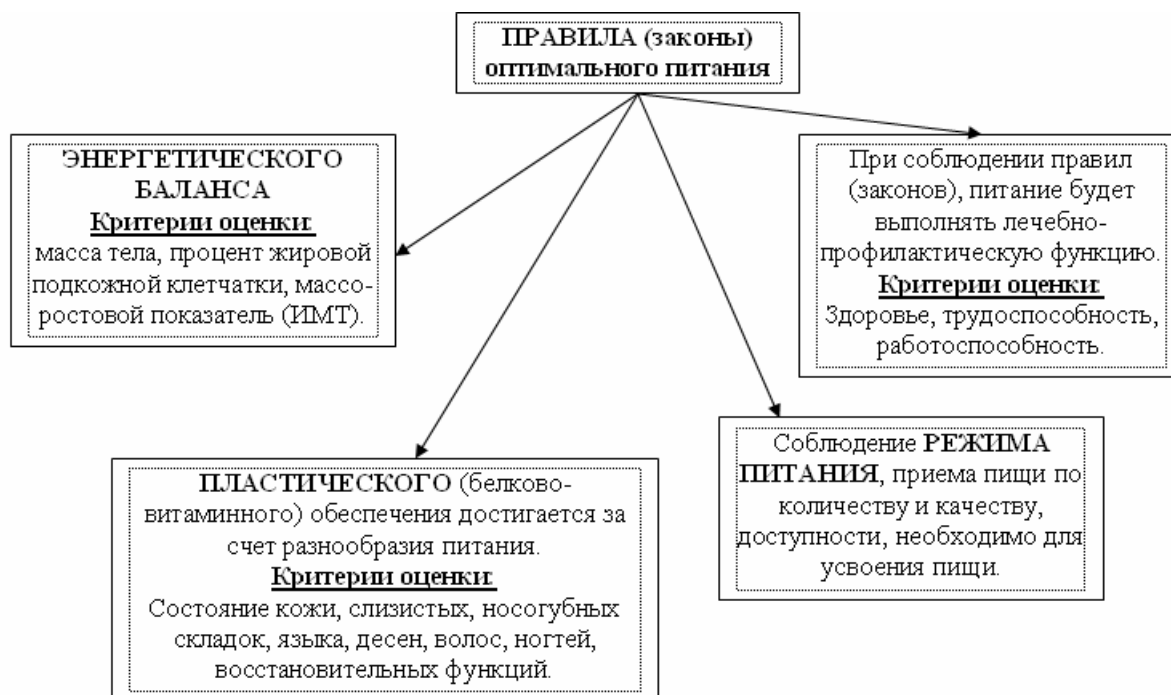 ПРАВИЛА (законы)
оптимального питания
ЭНЕРГЕТИЧЕСКОГО
БАЛАНСА
Критерии оценки:
масса тела, процент жировой
подкожной клетчатки, массо-
ростовой показатель (ИМТ).
При соблюдении правил
(законов), питание будет
выполнять лечебно-
профилактическую функцию.
Критерии оценки:
Здоровье, трудоспособность,
работоспособность.
ПЛАСТИЧЕСКОГО (белково-
витаминного) обеспечения достигается за
счет разнообразия питания.
Критерии оценки:
Состояние кожи, слизистых, носогубных
складок, языка, десен, волос, ногтей,
восстановительных функций.
Соблюдение РЕЖИМА
ПИТАНИЯ, приема пищи по
количеству и качеству,
доступности, необходимо для
усвоения пищи.